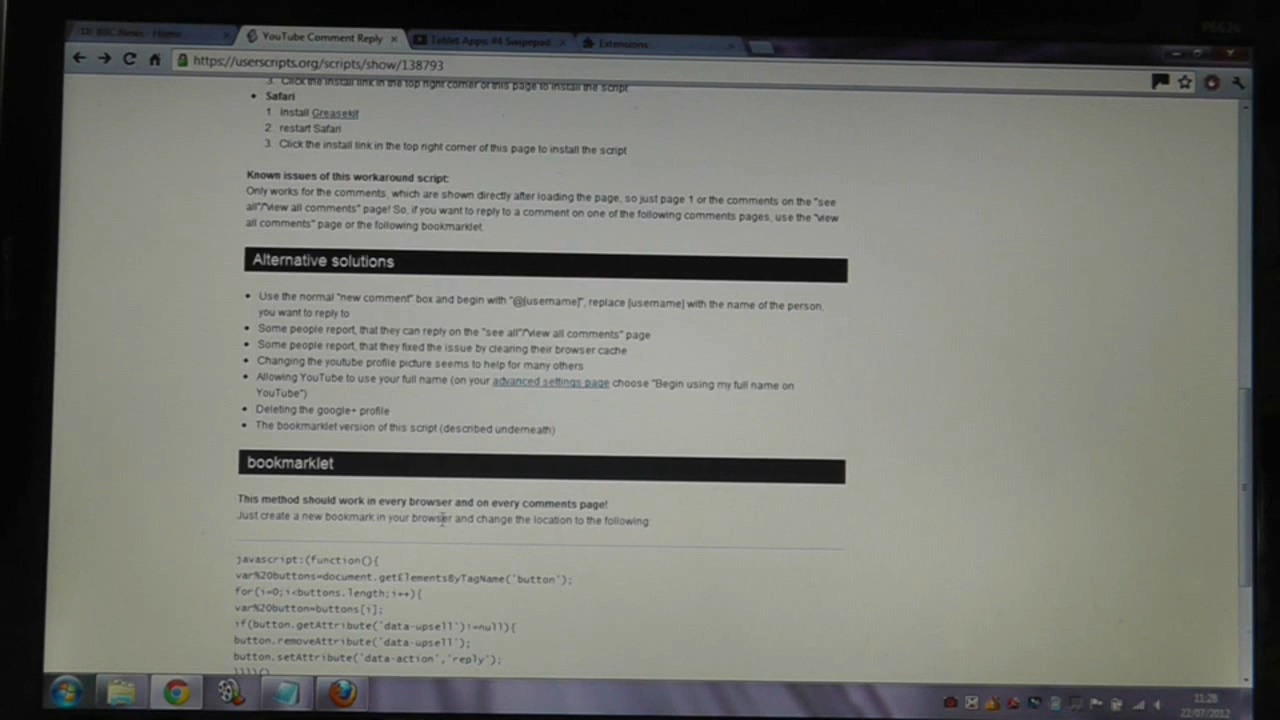 BBC News - Home
YouTube Comment Reply
Tablet Apps #4 Swipepad
Extensions
https://userscripts.org/scripts/show/138793
3. Click the install link in the top right corner of this page to install the script
• Safari
1. install Greasekit
2. restart Safari
3. Click the install link in the top right corner of this page to install the script
Known issues of this workaround script:
Only works for the comments, which are shown directly after loading the page, so just page 1 or the comments on the "see
all"/"view all comments" page! So, if you want to reply to a comment on one of the following comments pages, use the "view
all comments" page or the following bookmarklet.
Alternative solutions
• Use the normal "new comment" box and begin with "@[username]", replace [username] with the name of the person,
you want to reply to
• Some people report, that they can reply on the "see all"/"view all comments" page
• Some people report, that they fixed the issue by clearing their browser cache
• Changing the youtube profile picture seems to help for many others
• Allowing YouTube to use your full name (on your advanced settings page choose "Begin using my full name on
YouTube")
• Deleting the google+ profile
• The bookmarklet version of this script (described underneath)
bookmarklet
This method should work in every browser and on every comments page!
Just create a new bookmark in your browser and change the location to the following:
javascript:(function(){
var%20buttons=document.getElementsByTagName('button');
for(i=0;i<buttons.length;i++){
var%20button=buttons[i];
if(button.getAttribute('data-upsell')!=null){
button.removeAttribute('data-upsell');
button.setAttribute('data-action','reply');
}}})()
11:28
22/07/2012